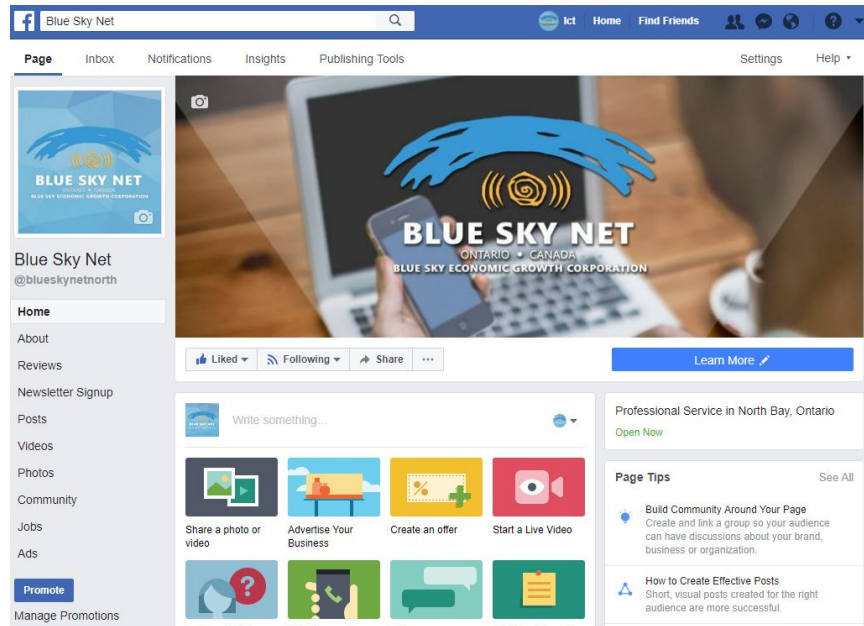 Blue Sky Net
Ict Home Find Friends
Page Inbox Notifications Insights Publishing Tools Settings Help
BLUE SKY NET
ONTARIO • CANADA
BLUE SKY ECONOMIC GROWTH CORPORATION
Blue Sky Net
@blueskynetnorth
Home
About
Reviews
Newsletter Signup
Posts
Videos
Photos
Community
Jobs
Ads
Promote
Manage Promotions
BLUE SKY NET
ONTARIO • CANADA
BLUE SKY ECONOMIC GROWTH CORPORATION
Liked Following Share ...
Learn More
Write something...
Share a photo or
video
Advertise Your
Business
Create an offer
Start a Live Video
Professional Service in North Bay, Ontario
Open Now
Page Tips See All
Build Community Around Your Page
Create and link a group so your audience
can have discussions about your brand,
business or organization.
How to Create Effective Posts
Short, visual posts created for the right
audience are more successful.